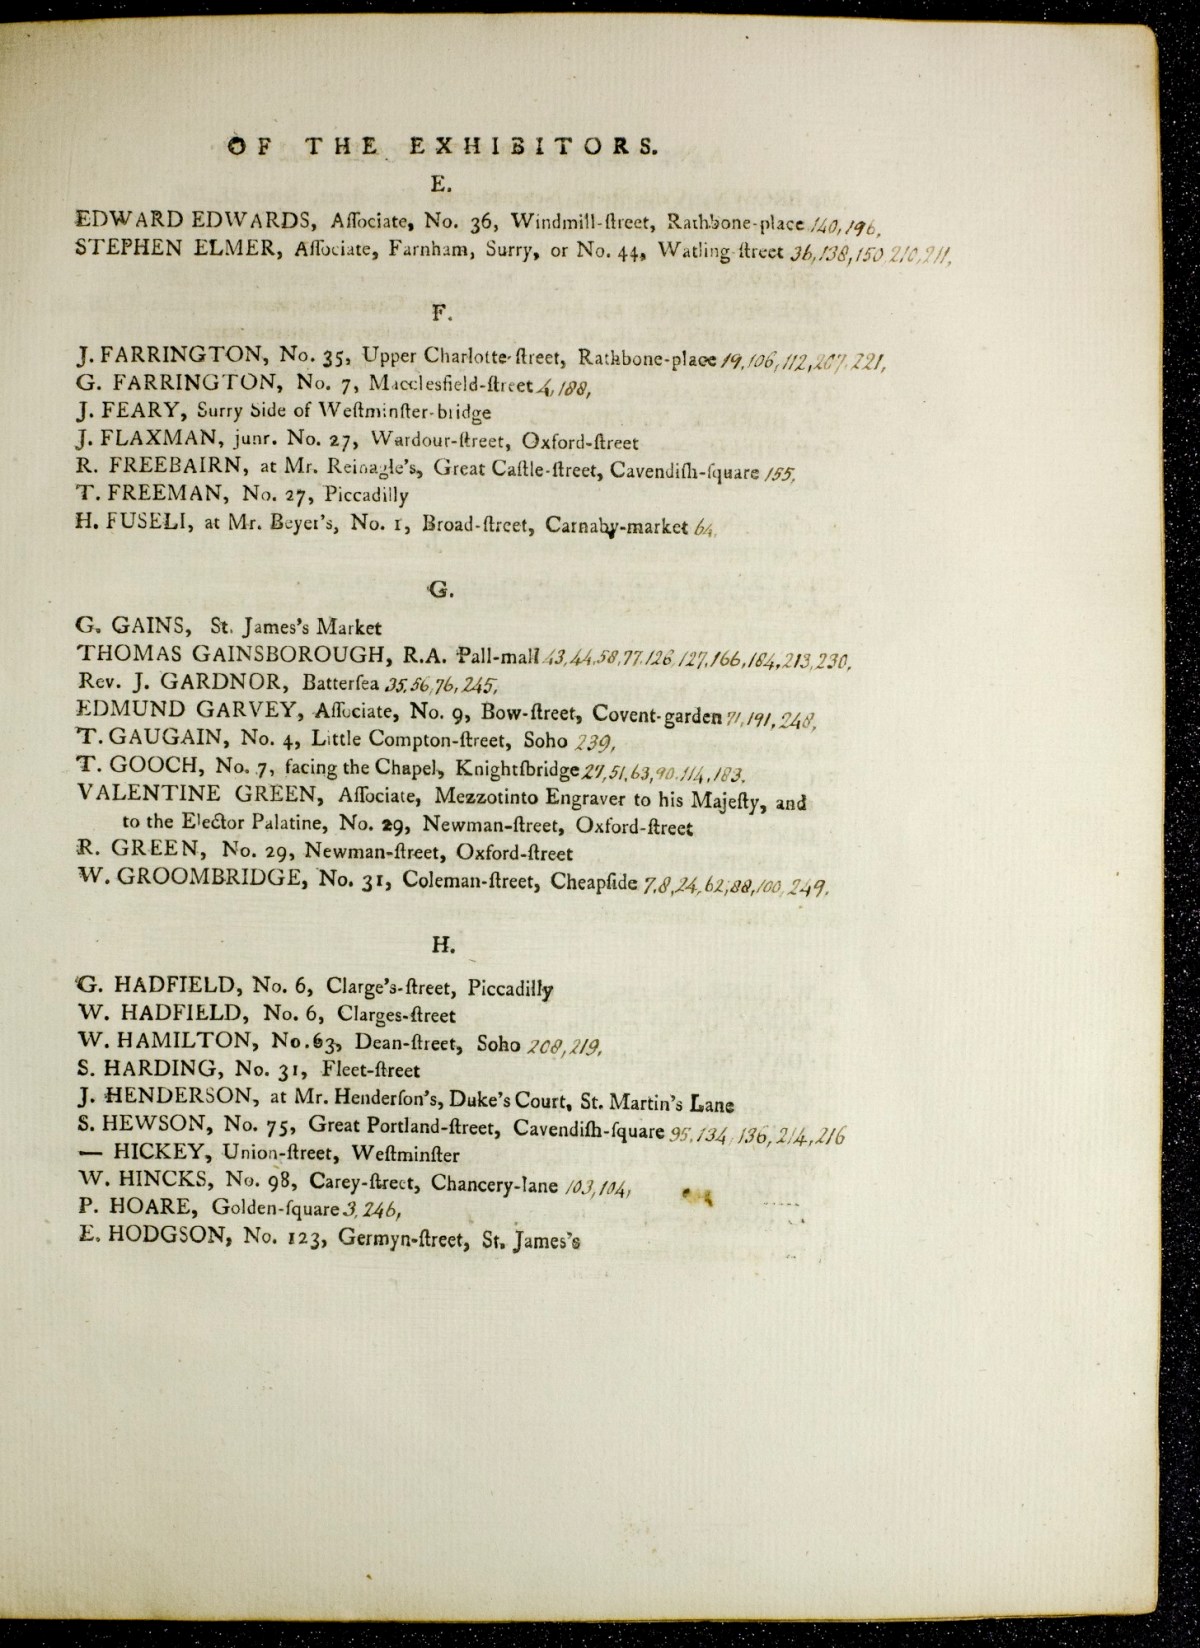 OF THE EXHIBITORS.
E.
EDWARD EDWARDS, Aſſociate, No. 36, Windmill-ſtreet, Rathbone-place 140, 196,
STEPHEN ELMER, Aſſociate, Farnham, Surry, or No. 44, Watling-ſtreet 36, 138, 150, 210, 211,
F.
J. FARRINGTON, No. 35, Upper Charlotte-ſtreet, Rathbone-place 19, 106, 112, 207, 221,
G. FARRINGTON, No. 7, Macclesfield-ſtreet 4, 188,
J. FEARY, Surry Side of Weſtminſter-bridge
J. FLAXMAN, junr. No. 27, Wardour-ſtreet, Oxford-ſtreet
R. FREEBAIRN, at Mr. Reinagle's, Great Caſtle-ſtreet, Cavendiſh-ſquare 155,
T. FREEMAN, No. 27, Piccadilly
H. FUSELI, at Mr. Beyer's, No. 1, Broad-ſtreet, Carnaby-market 64,
G.
G. GAINS, St. James's Market
THOMAS GAINSBOROUGH, R.A. Pall-mall 43, 44, 58, 77, 126, 127, 166, 184, 213, 230,
Rev. J. GARDNOR, Batterſea 35, 56, 76, 245,
EDMUND GARVEY, Aſſociate, No. 9, Bow-ſtreet, Covent-garden 71, 191, 248,
T. GAUGAIN, No. 4, Little Compton-ſtreet, Soho 239,
T. GOOCH, No. 7, facing the Chapel, Knightſbridge 27, 51, 63, 90, 114, 183,
VALENTINE GREEN, Aſſociate, Mezzotinto Engraver to his Majeſty, and
to the Elector Palatine, No. 29, Newman-ſtreet, Oxford-ſtreet
R. GREEN, No. 29, Newman-ſtreet, Oxford-ſtreet
W. GROOMBRIDGE, No. 31, Coleman-ſtreet, Cheapſide 7, 8, 24, 62, 88, 100, 249,
H.
G. HADFIELD, No. 6, Clarge's-ſtreet, Piccadilly
W. HADFIELD, No. 6, Clarges-ſtreet
W. HAMILTON, No. 63, Dean-ſtreet, Soho 208, 219,
S. HARDING, No. 31, Fleet-ſtreet
J. HENDERSON, at Mr. Henderſon's, Duke's Court, St. Martin's Lane
S. HEWSON, No. 75, Great Portland-ſtreet, Cavendiſh-ſquare 95, 134, 136, 214, 216
— HICKEY, Union-ſtreet, Weſtminſter
W. HINCKS, No. 98, Carey-ſtreet, Chancery-lane 103, 104,
P. HOARE, Golden-ſquare 3, 246,
E. HODGSON, No. 123, Germyn-ſtreet, St. James's